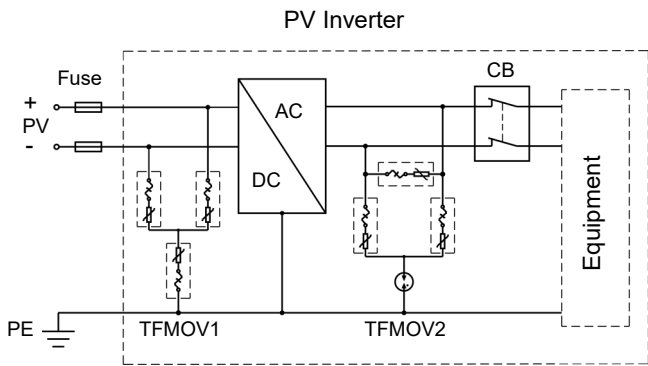 PV Inverter
Fuse
CB
+
PV
-
AC
DC
Equipment
PE
TFMOV1
TFMOV2